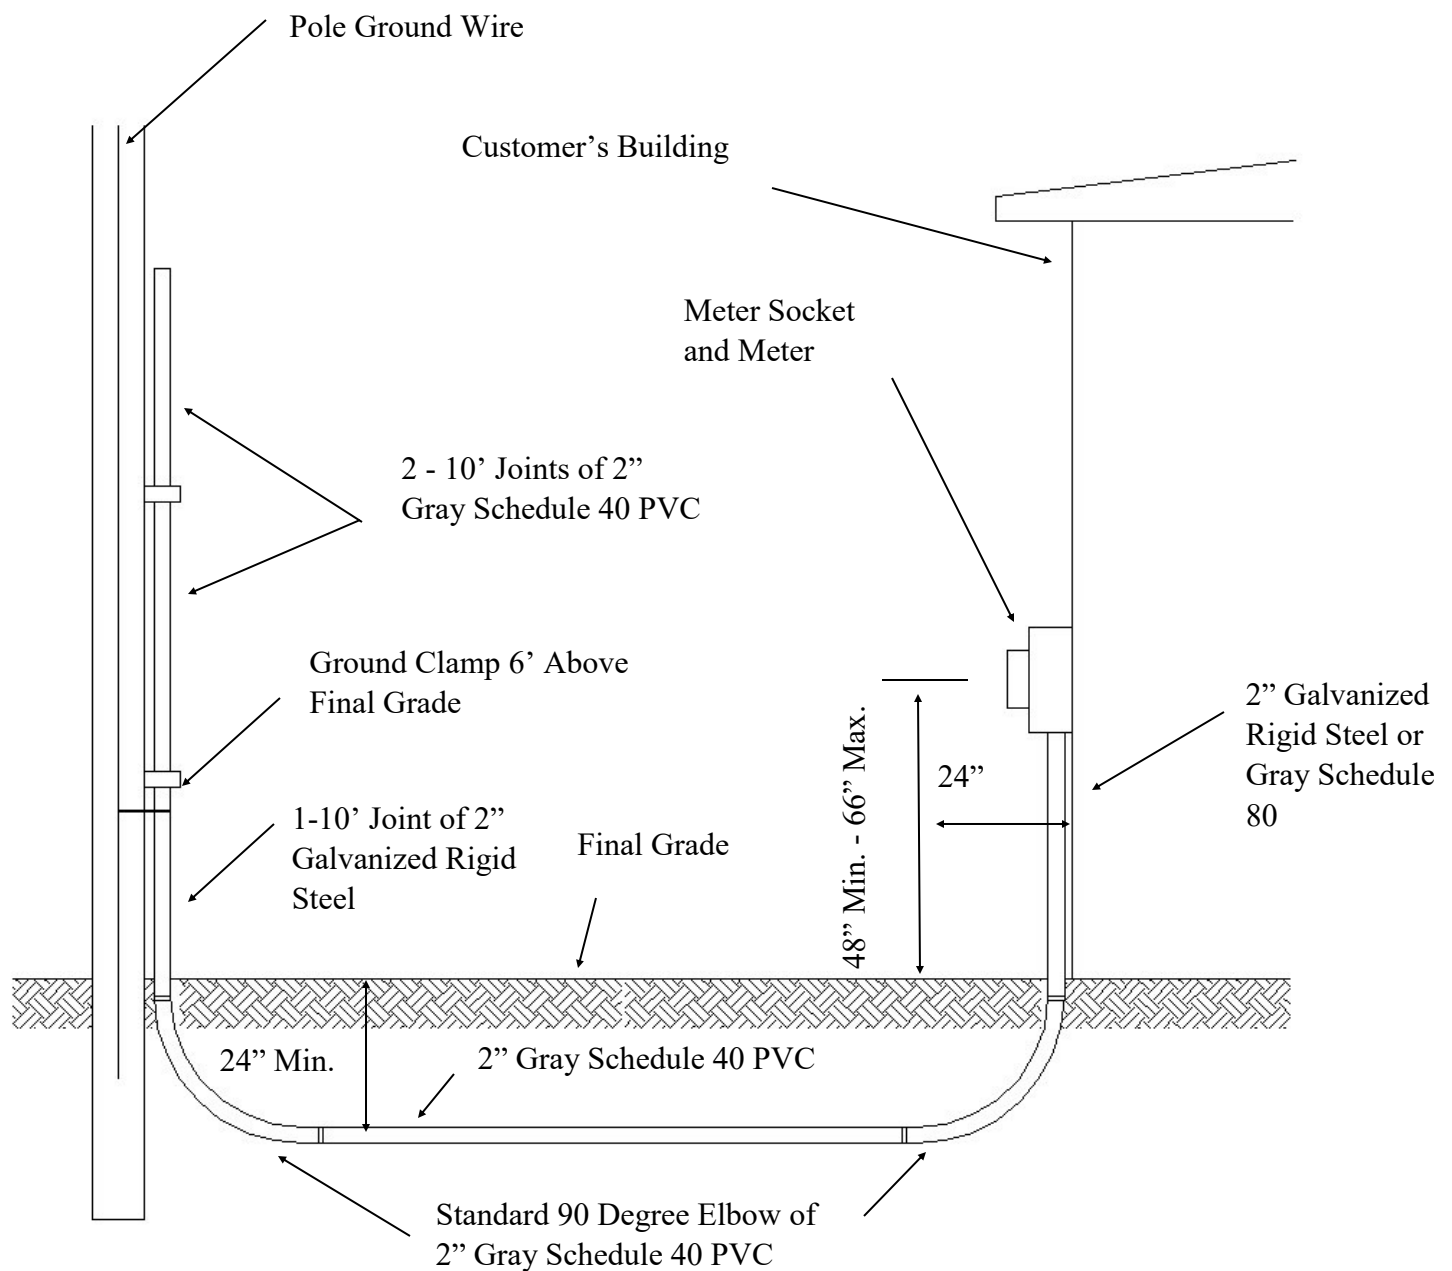 Pole Ground Wire
Customer’s Building
Meter Socket
and Meter
2 - 10’ Joints of 2”
Gray Schedule 40 PVC
Ground Clamp 6’ Above
Final Grade
2” Galvanized
Rigid Steel or
Gray Schedule
80
48” Min. - 66” Max.
24”
1-10’ Joint of 2”
Galvanized Rigid
Steel
Final Grade
24” Min.
2” Gray Schedule 40 PVC
Standard 90 Degree Elbow of
2” Gray Schedule 40 PVC